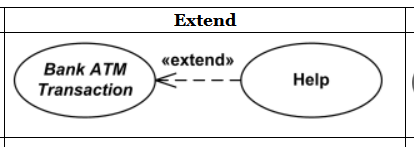 Extend
«extend»
Bank ATM
Transaction
Help